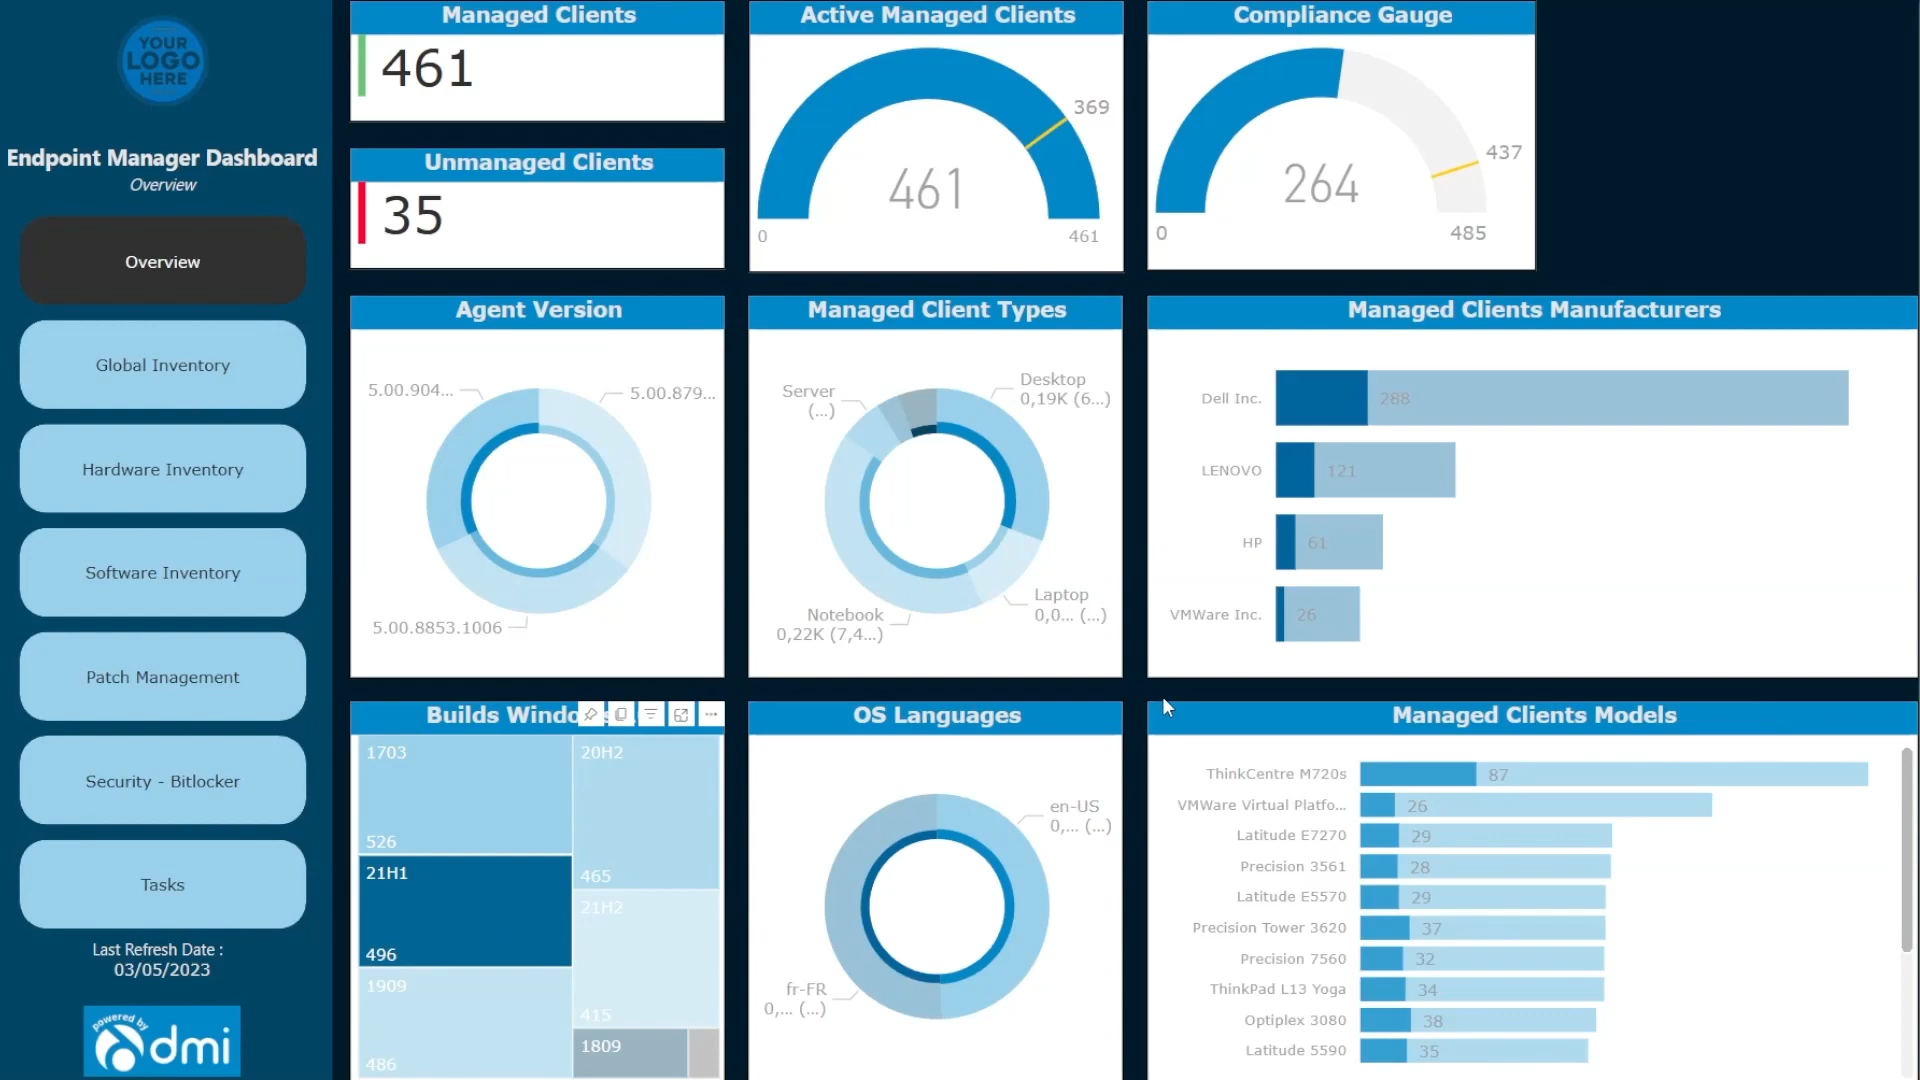 YOUR
LOGO
HERE
Endpoint Manager Dashboard
Overview
Overview
Global Inventory
Hardware Inventory
Software Inventory
Patch Management
Security - Bitlocker
Tasks
Last Refresh Date :
03/05/2023
powered by
dmi
Managed Clients
461
Unmanaged Clients
35
Active Managed Clients
369
461
0
461
Compliance Gauge
437
264
0
485
Agent Version
5.00.904...
5.00.879...
5.00.8853.1006
Managed Client Types
Server
(...)
Desktop
0,19K (6...)
Laptop
0,0... (...)
Notebook
0,22K (7,4...)
Managed Clients Manufacturers
Dell Inc.
288
LENOVO
121
HP
61
VMWare Inc.
26
Builds
1703
526
20H2
465
21H1
496
21H2
415
1909
486
1809
OS Languages
en-US
0,... (...)
fr-FR
0,... (...)
Managed Clients Models
ThinkCentre M720s 87
VMWare Virtual Platfo... 26
Latitude E7270 29
Precision 3561 28
Latitude E5570 29
Precision Tower 3620 37
Precision 7560 32
ThinkPad L13 Yoga 34
Optiplex 3080 38
Latitude 5590 35